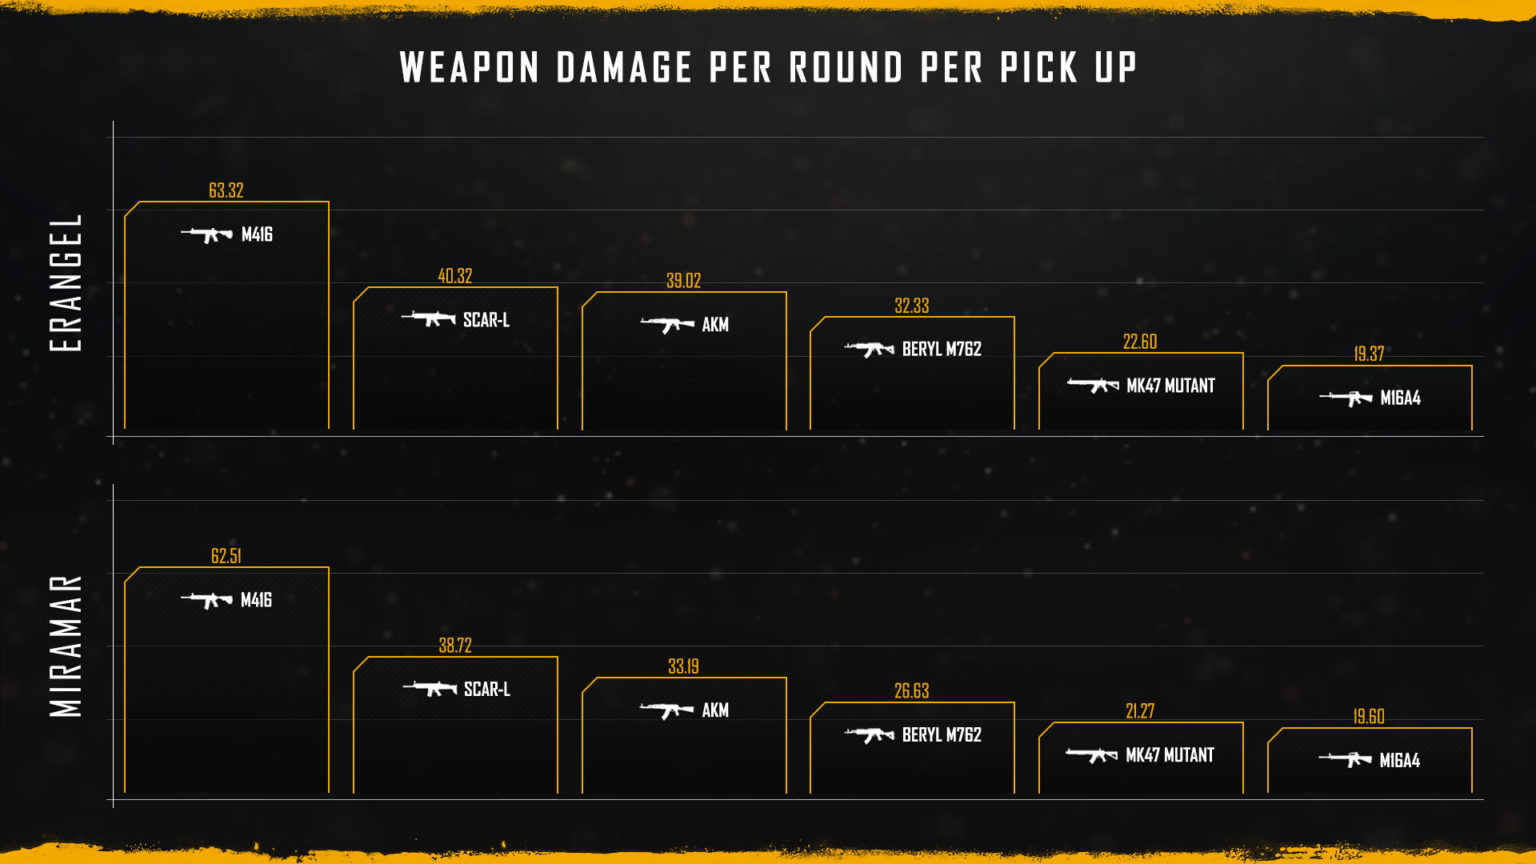 WEAPON DAMAGE PER ROUND PER PICK UP
ERANGEL
63.32
M416
40.32
SCAR-L
39.02
AKM
32.33
BERYL M762
22.60
MK47 MUTANT
19.37
M16A4
MIRAMAR
62.51
M416
38.72
SCAR-L
33.19
AKM
26.63
BERYL M762
21.27
MK47 MUTANT
19.60
M16A4